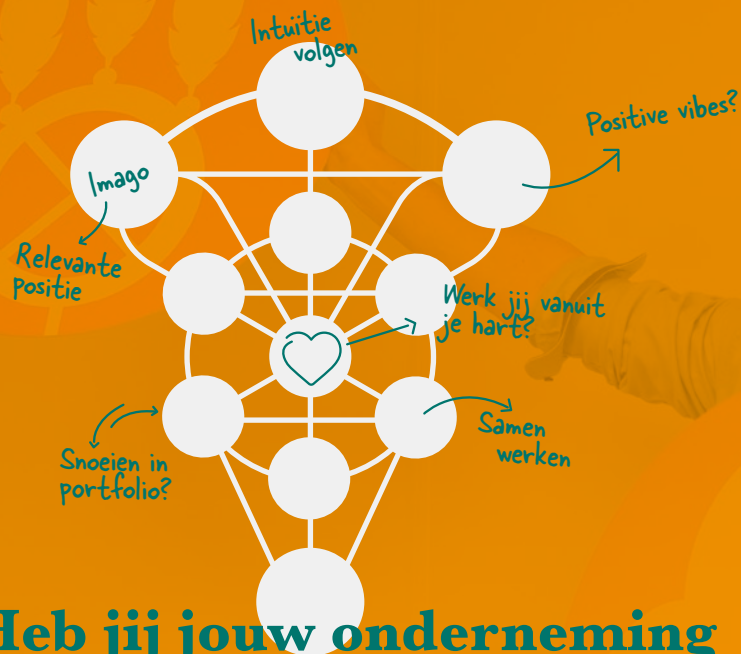 Intuïtie
volgen
Positive vibes?
Imago
Relevante
positie
Werk jij vanuit
je hart?
Samen
werken
Snoeien in
portfolio?
Heb jij jouw onderneming